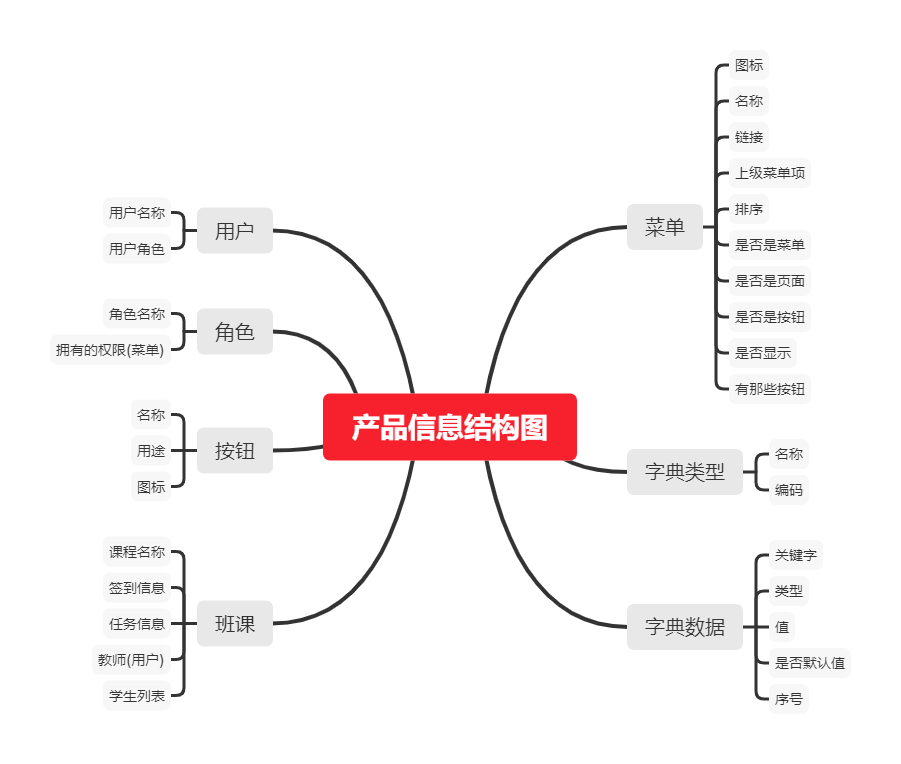 产品信息结构图
用户
用户名称
用户角色
角色
角色名称
拥有的权限(菜单)
按钮
名称
用途
图标
班课
课程名称
签到信息
任务信息
教师(用户)
学生列表
菜单
图标
名称
链接
上级菜单项
排序
是否是菜单
是否是页面
是否是按钮
是否显示
有那些按钮
字典类型
名称
编码
字典数据
关键字
类型
值
是否默认值
序号